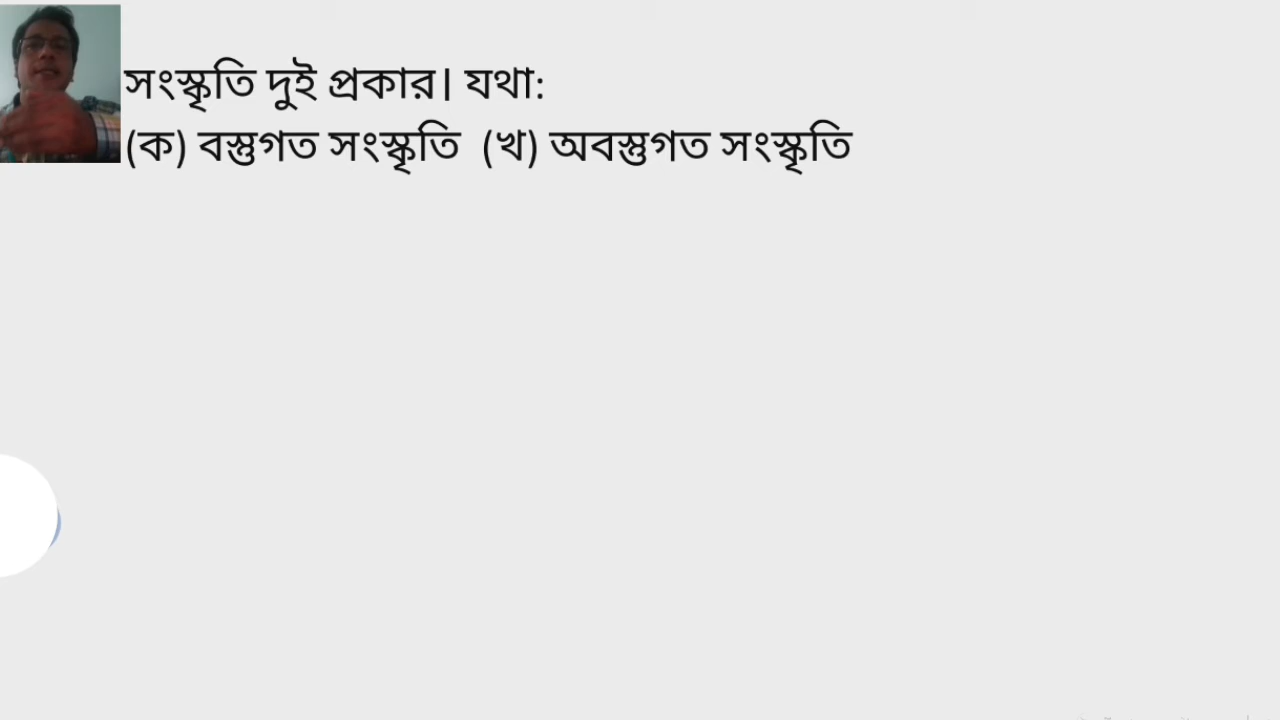 সংস্কৃতি দুই প্রকার। যথা:
(ক) বস্তুগত সংস্কৃতি (খ) অবস্তুগত সংস্কৃতি